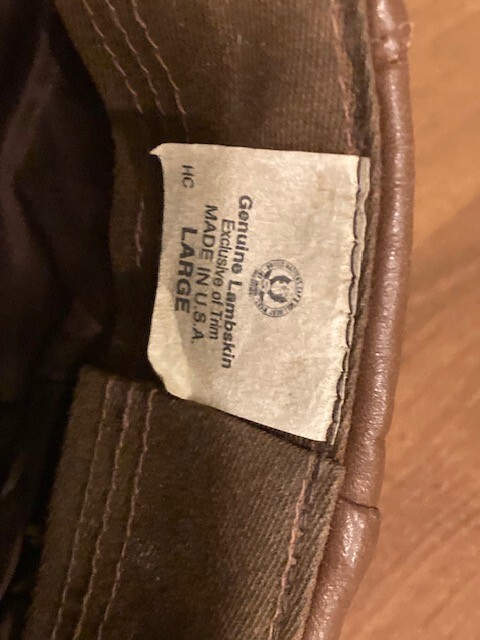 Genuine Lambskin
Exclusive of Trim
MADE IN U.S.A.
LARGE
HC